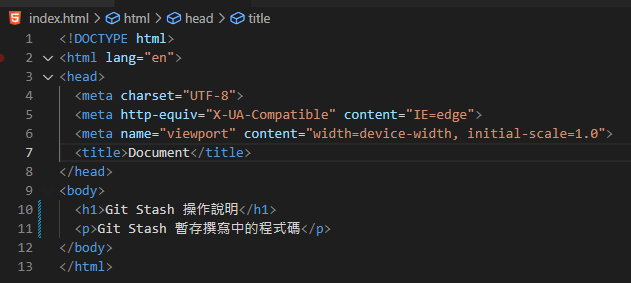 index.html > html > head > title
1 <!DOCTYPE html>
2 <html lang="en">
3 <head>
4 <meta charset="UTF-8">
5 <meta http-equiv="X-UA-Compatible" content="IE=edge">
6 <meta name="viewport" content="width=device-width, initial-scale=1.0">
7 <title>Document</title>
8 </head>
9 <body>
10 <h1>Git Stash 操作說明</h1>
11 <p>Git Stash 暫存撰寫中的程式碼</p>
12 </body>
13 </html>